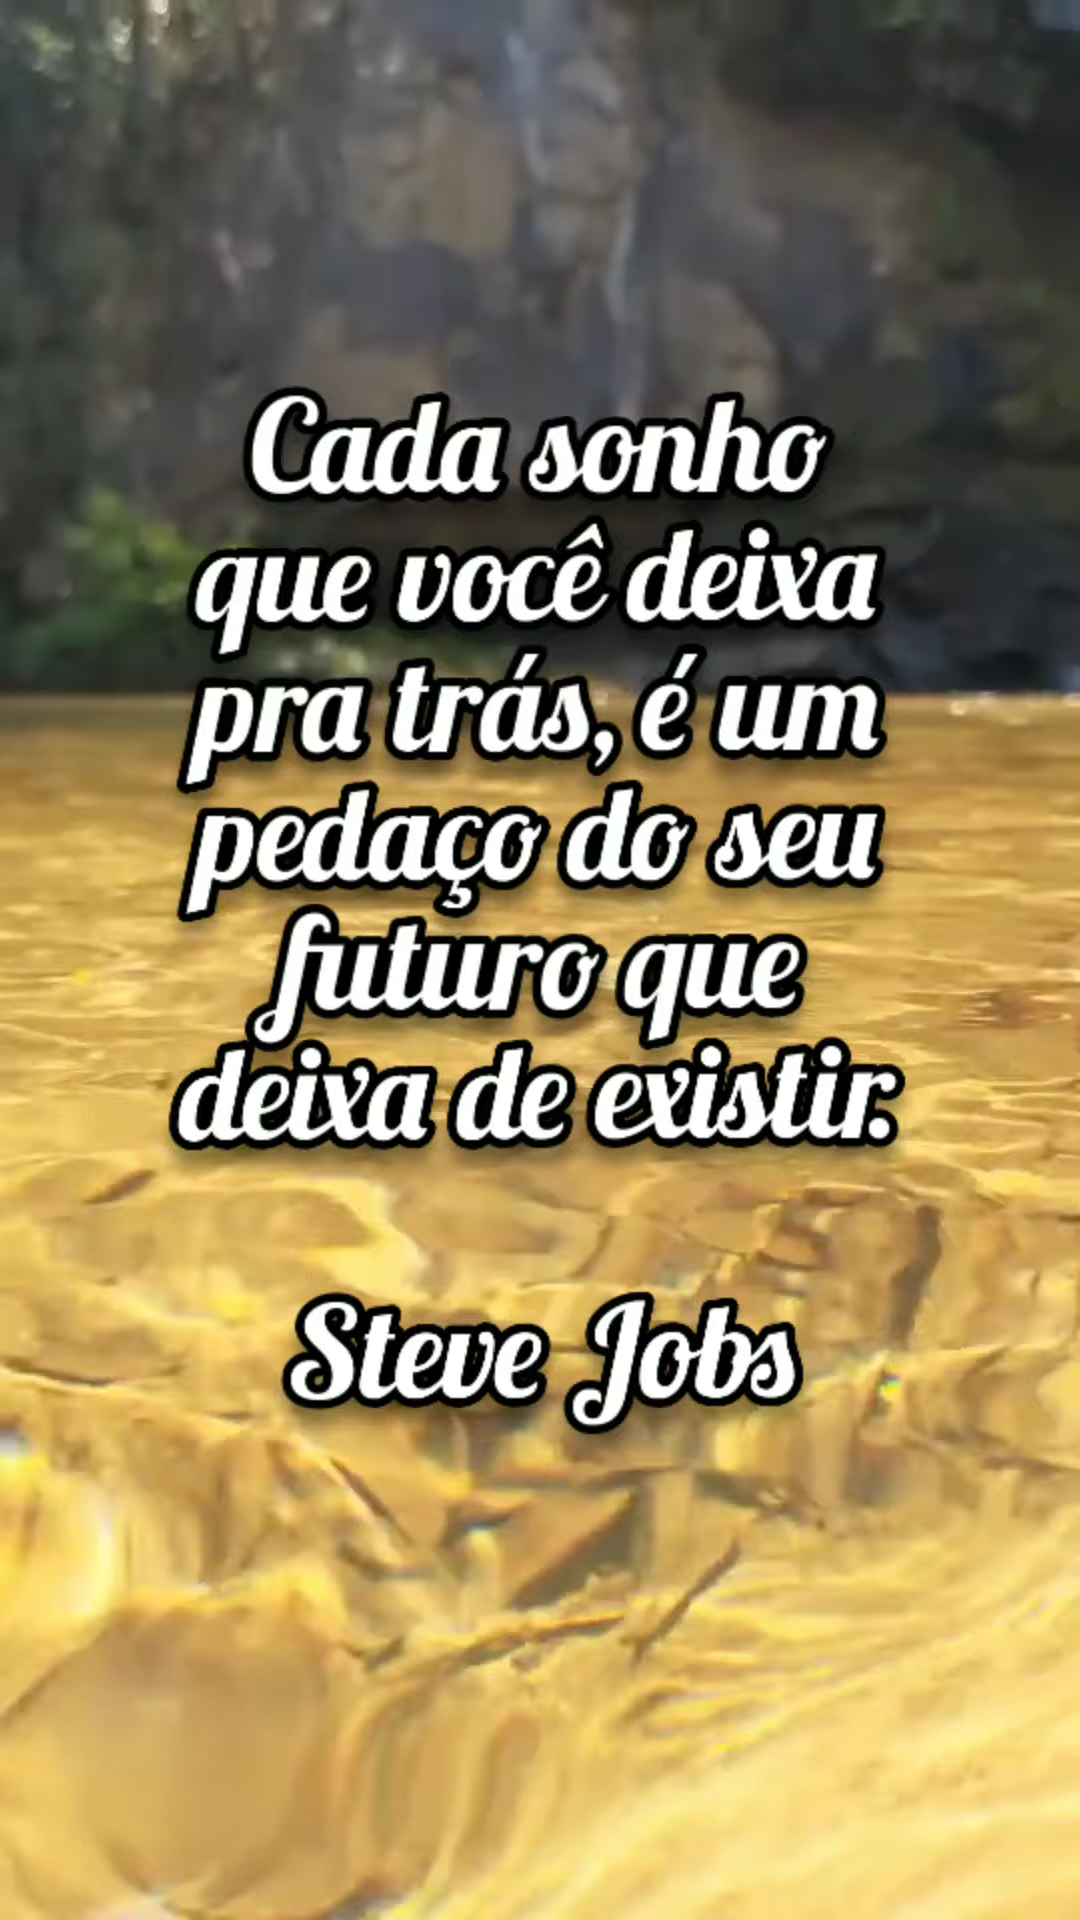 Cada sonho
que você deixa
pra trás, é um
pedaço do seu
futuro que
deixa de existir.
Steve Jobs